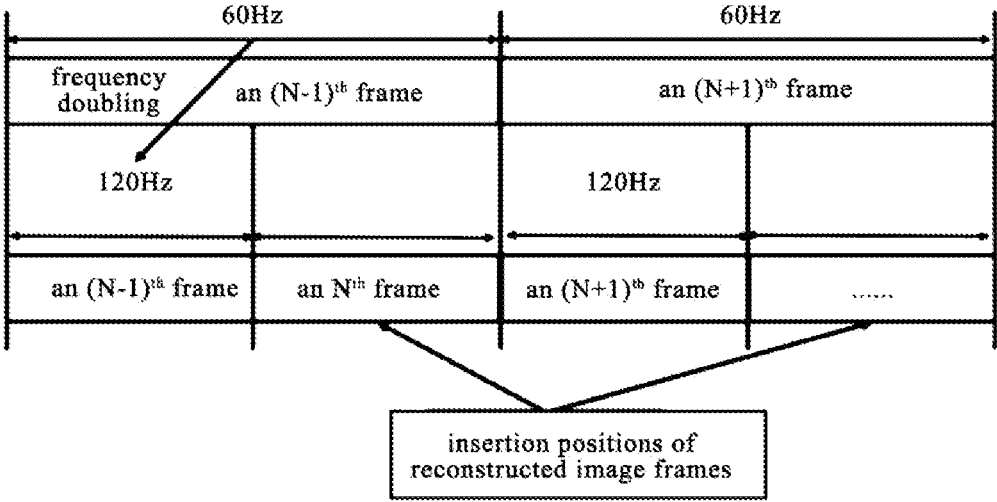 60Hz
60Hz
frequency
doubling
an (N-1)th frame
an (N+1)th frame
120Hz
120Hz
an (N-1)th frame
an Nth frame
an (N+1)th frame
......
insertion positions of
reconstructed image frames